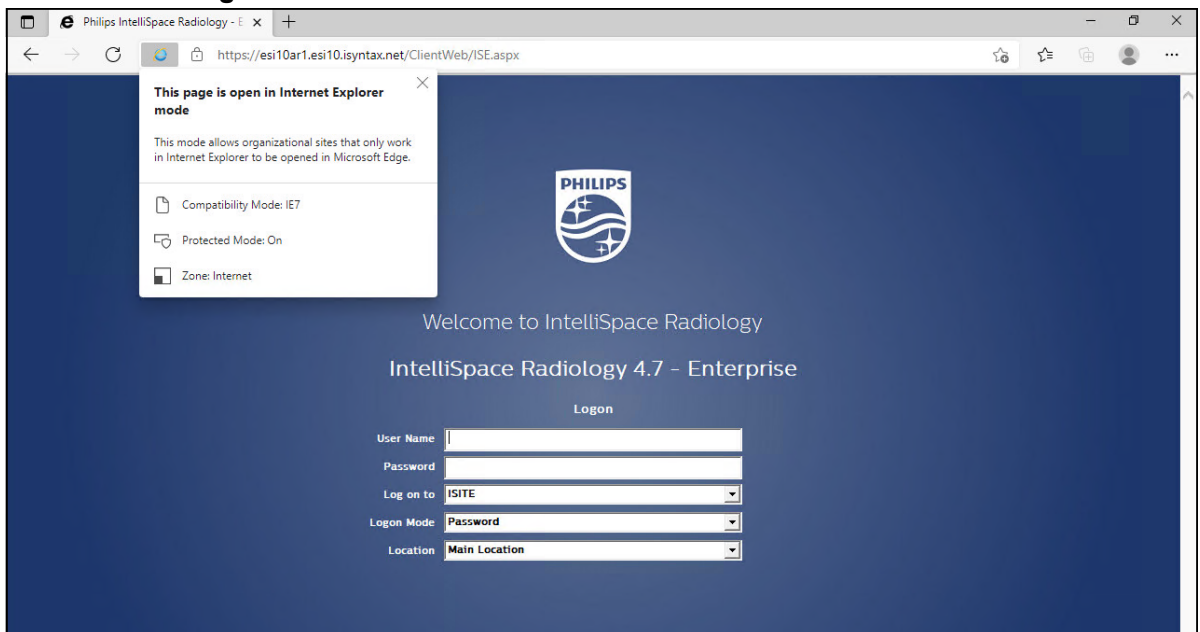 Philips IntelliSpace Radiology - E
https://esi10ar1.esi10.isyntax.net/ClientWeb/ISE.aspx
This page is open in Internet Explorer
mode
This mode allows organizational sites that only work
in Internet Explorer to be opened in Microsoft Edge.
Compatibility Mode: IE7
Protected Mode: On
Zone: Internet
PHILIPS
Welcome to IntelliSpace Radiology
IntelliSpace Radiology 4.7 - Enterprise
Logon
User Name
Password
Log on to ISITE
Logon Mode Password
Location Main Location